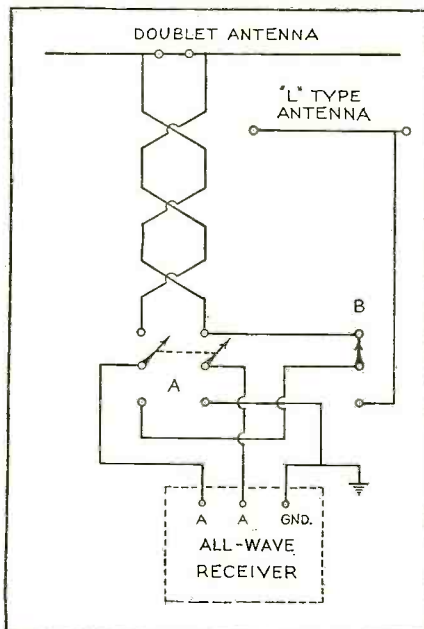 DOUBLET ANTENNA
"L" TYPE
ANTENNA
B
A
A A GND.
ALL-WAVE
RECEIVER